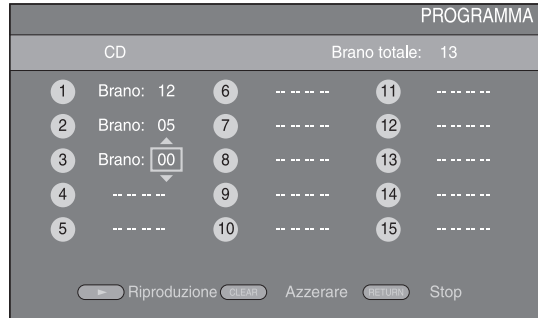 PROGRAMMA
CD Brano totale: 13
1 Brano: 12 6 -- -- -- -- 11 -- -- -- --
2 Brano: 05 7 -- -- -- -- 12 -- -- -- --
3 Brano: 00 8 -- -- -- -- 13 -- -- -- --
4 -- -- -- -- 9 -- -- -- -- 14 -- -- -- --
5 -- -- -- -- 10 -- -- -- -- 15 -- -- -- --
Riproduzione CLEAR Azzerare RETURN Stop